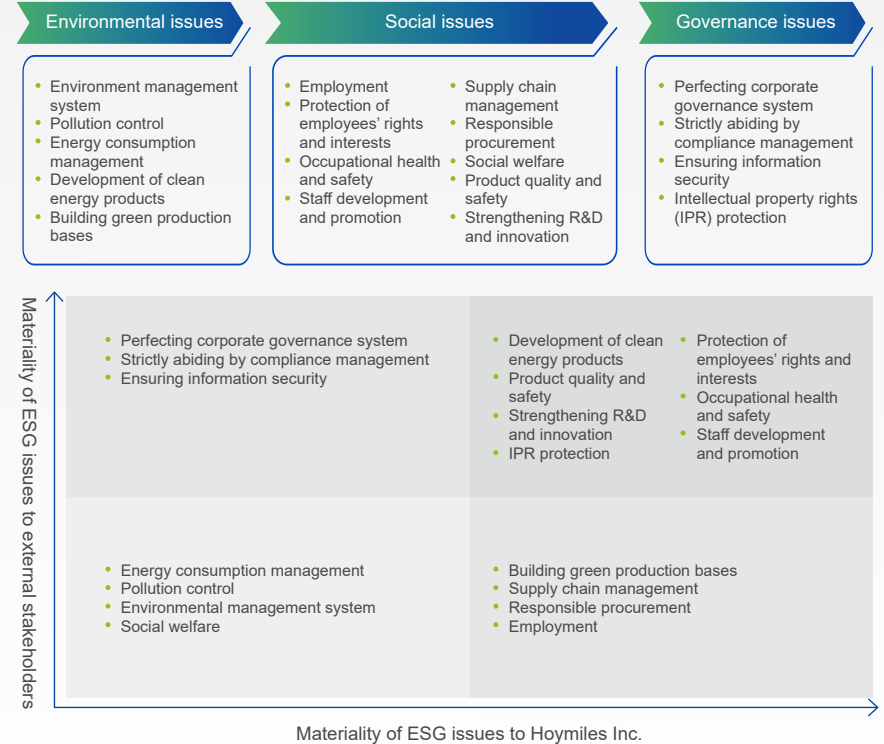 Environmental issues
Environment management
system
Pollution control
Energy consumption
management
Development of clean
energy products
Building green production
bases
Social issues
Employment
Protection of
employees' rights
and interests
Occupational health
and safety
Staff development
and promotion
Supply chain
management
Responsible
procurement
Social welfare
Product quality and
safety
Strengthening R&D
and innovation
Governance issues
Perfecting corporate
governance system
Strictly abiding by
compliance management
Ensuring information
security
Intellectual property rights
(IPR) protection
Materiality of ESG issues to external stakeholders
Perfecting corporate governance system
Strictly abiding by compliance management
Ensuring information security
Development of clean
energy products
Product quality and
safety
Strengthening R&D
and innovation
IPR protection
Protection of
employees' rights and
interests
Occupational health
and safety
Staff development
and promotion
Energy consumption management
Pollution control
Environmental management system
Social welfare
Building green production bases
Supply chain management
Responsible procurement
Employment
Materiality of ESG issues to Hoymiles Inc.